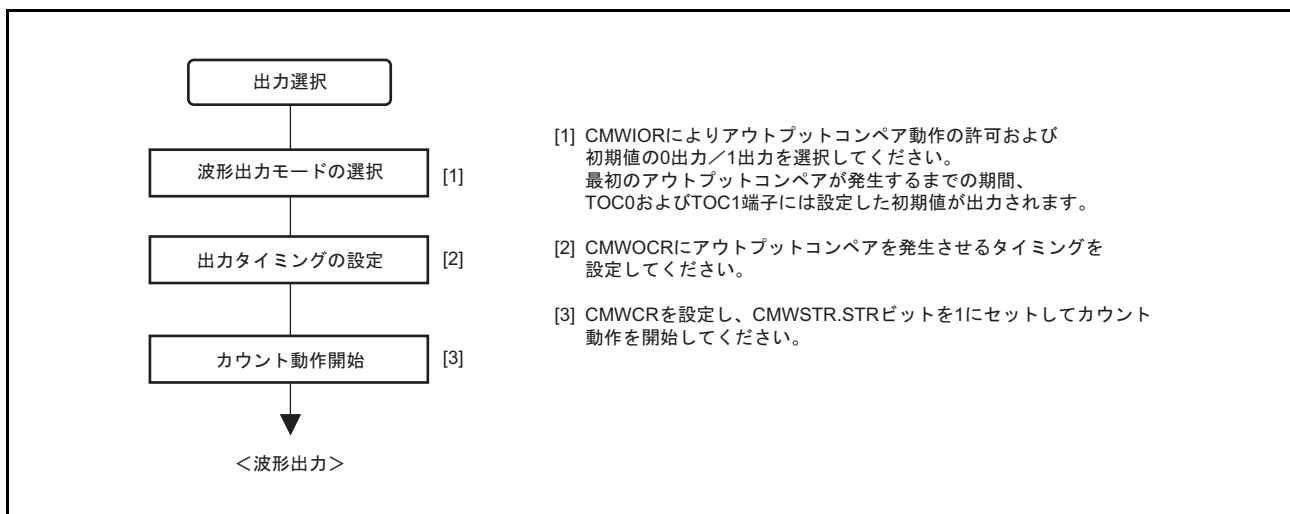 出力選択
波形出力モードの選択 [1]
出力タイミングの設定 [2]
カウント動作開始 [3]
＜波形出力＞
[1] CMWIORによりアウトプットコンペア動作の許可および
初期値の0出力／1出力を選択してください。
最初のアウトプットコンペアが発生するまでの期間、
TOC0およびTOC1端子には設定した初期値が出力されます。
[2] CMWOCRにアウトプットコンペアを発生させるタイミングを
設定してください。
[3] CMWCRを設定し、CMWSTR.STRビットを1にセットしてカウント
動作を開始してください。